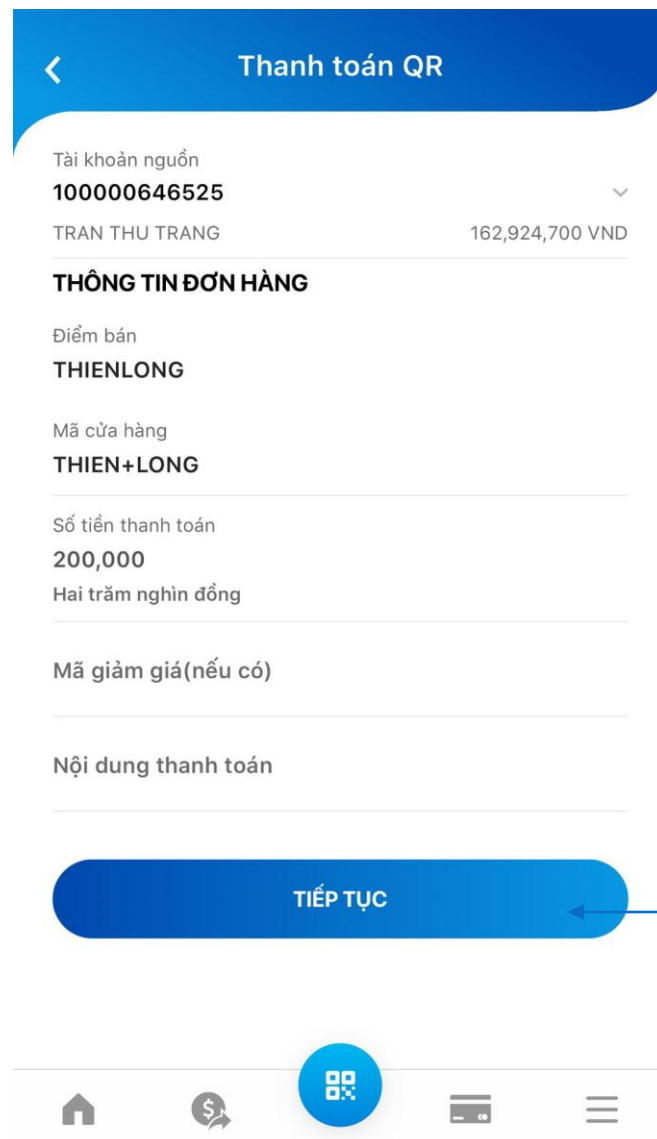 Thanh toán QR
Tài khoản nguồn
100000646525
TRAN THU TRANG 162,924,700 VND
THÔNG TIN ĐƠN HÀNG
Điểm bán
THIENLONG
Mã cửa hàng
THIEN+LONG
Số tiền thanh toán
200,000
Hai trăm nghìn đồng
Mã giảm giá(nếu có)
Nội dung thanh toán
TIẾP TỤC